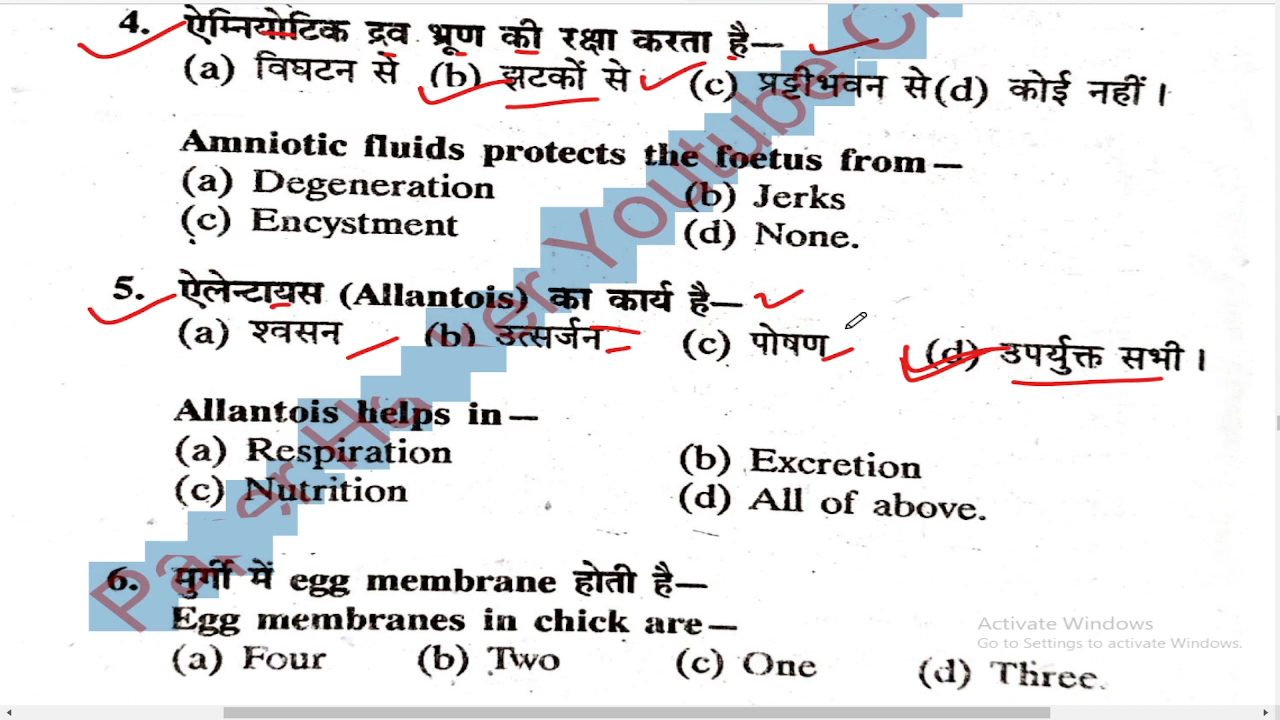 4. ऐम्नियोटिक द्रव भ्रूण की रक्षा करता है—
(a) विघटन से (b) झटकों से (c) प्रट्टीभवन से (d) कोई नहीं।
Amniotic fluids protects the foetus from—
(a) Degeneration (b) Jerks
(c) Encystment (d) None.
5. ऐलेन्टायस (Allantois) का कार्य है—
(a) श्वसन (b) उत्सर्जन (c) पोषण (d) उपर्युक्त सभी।
Allantois helps in—
(a) Respiration (b) Excretion
(c) Nutrition (d) All of above.
6. मुर्गी में egg membrane होती है—
Egg membranes in chick are—
(a) Four (b) Two (c) One (d) Three.
Activate Windows
Go to Settings to activate Windows.